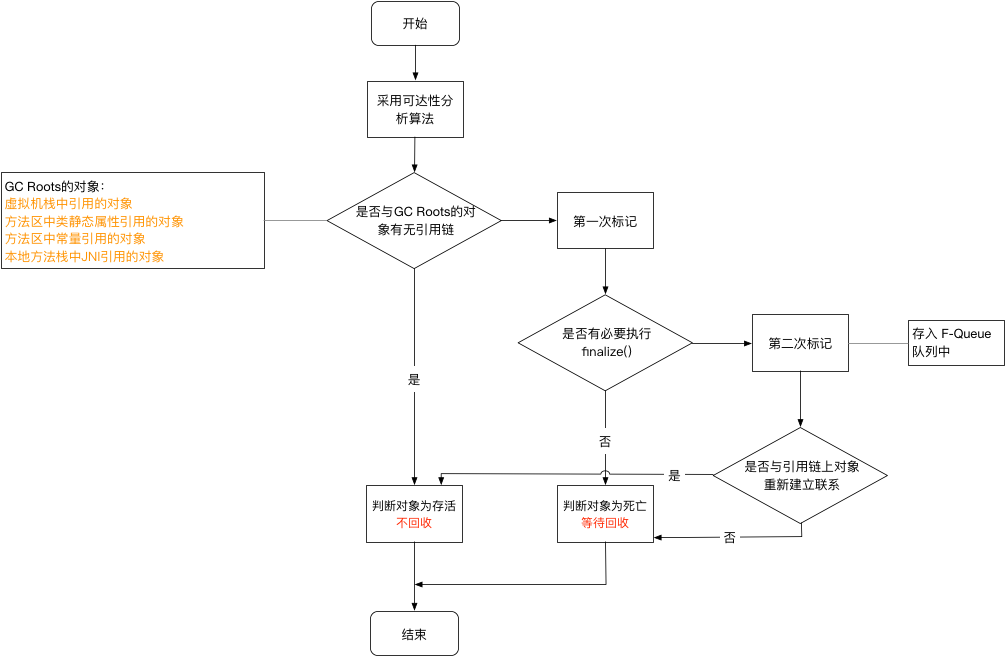 开始
采用可达性分
析算法
GC Roots的对象：
虚拟机栈中引用的对象
方法区中类静态属性引用的对象
方法区中常量引用的对象
本地方法栈中JNI引用的对象
是否与GC Roots的对
象有无引用链
第一次标记
是否有必要执行
finalize()
第二次标记
存入 F-Queue
队列中
是
否
是否与引用链上对象
重新建立联系
是
判断对象为存活
不回收
判断对象为死亡
等待回收
否
结束